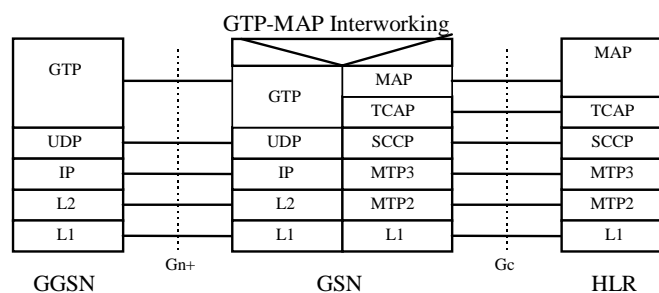 GTP-MAP Interworking
GTP
GTP
MAP
MAP
TCAP
TCAP
UDP
UDP
SCCP
SCCP
IP
IP
MTP3
MTP3
L2
L2
MTP2
MTP2
L1
L1
L1
L1
Gn+
Gc
GGSN
GSN
HLR